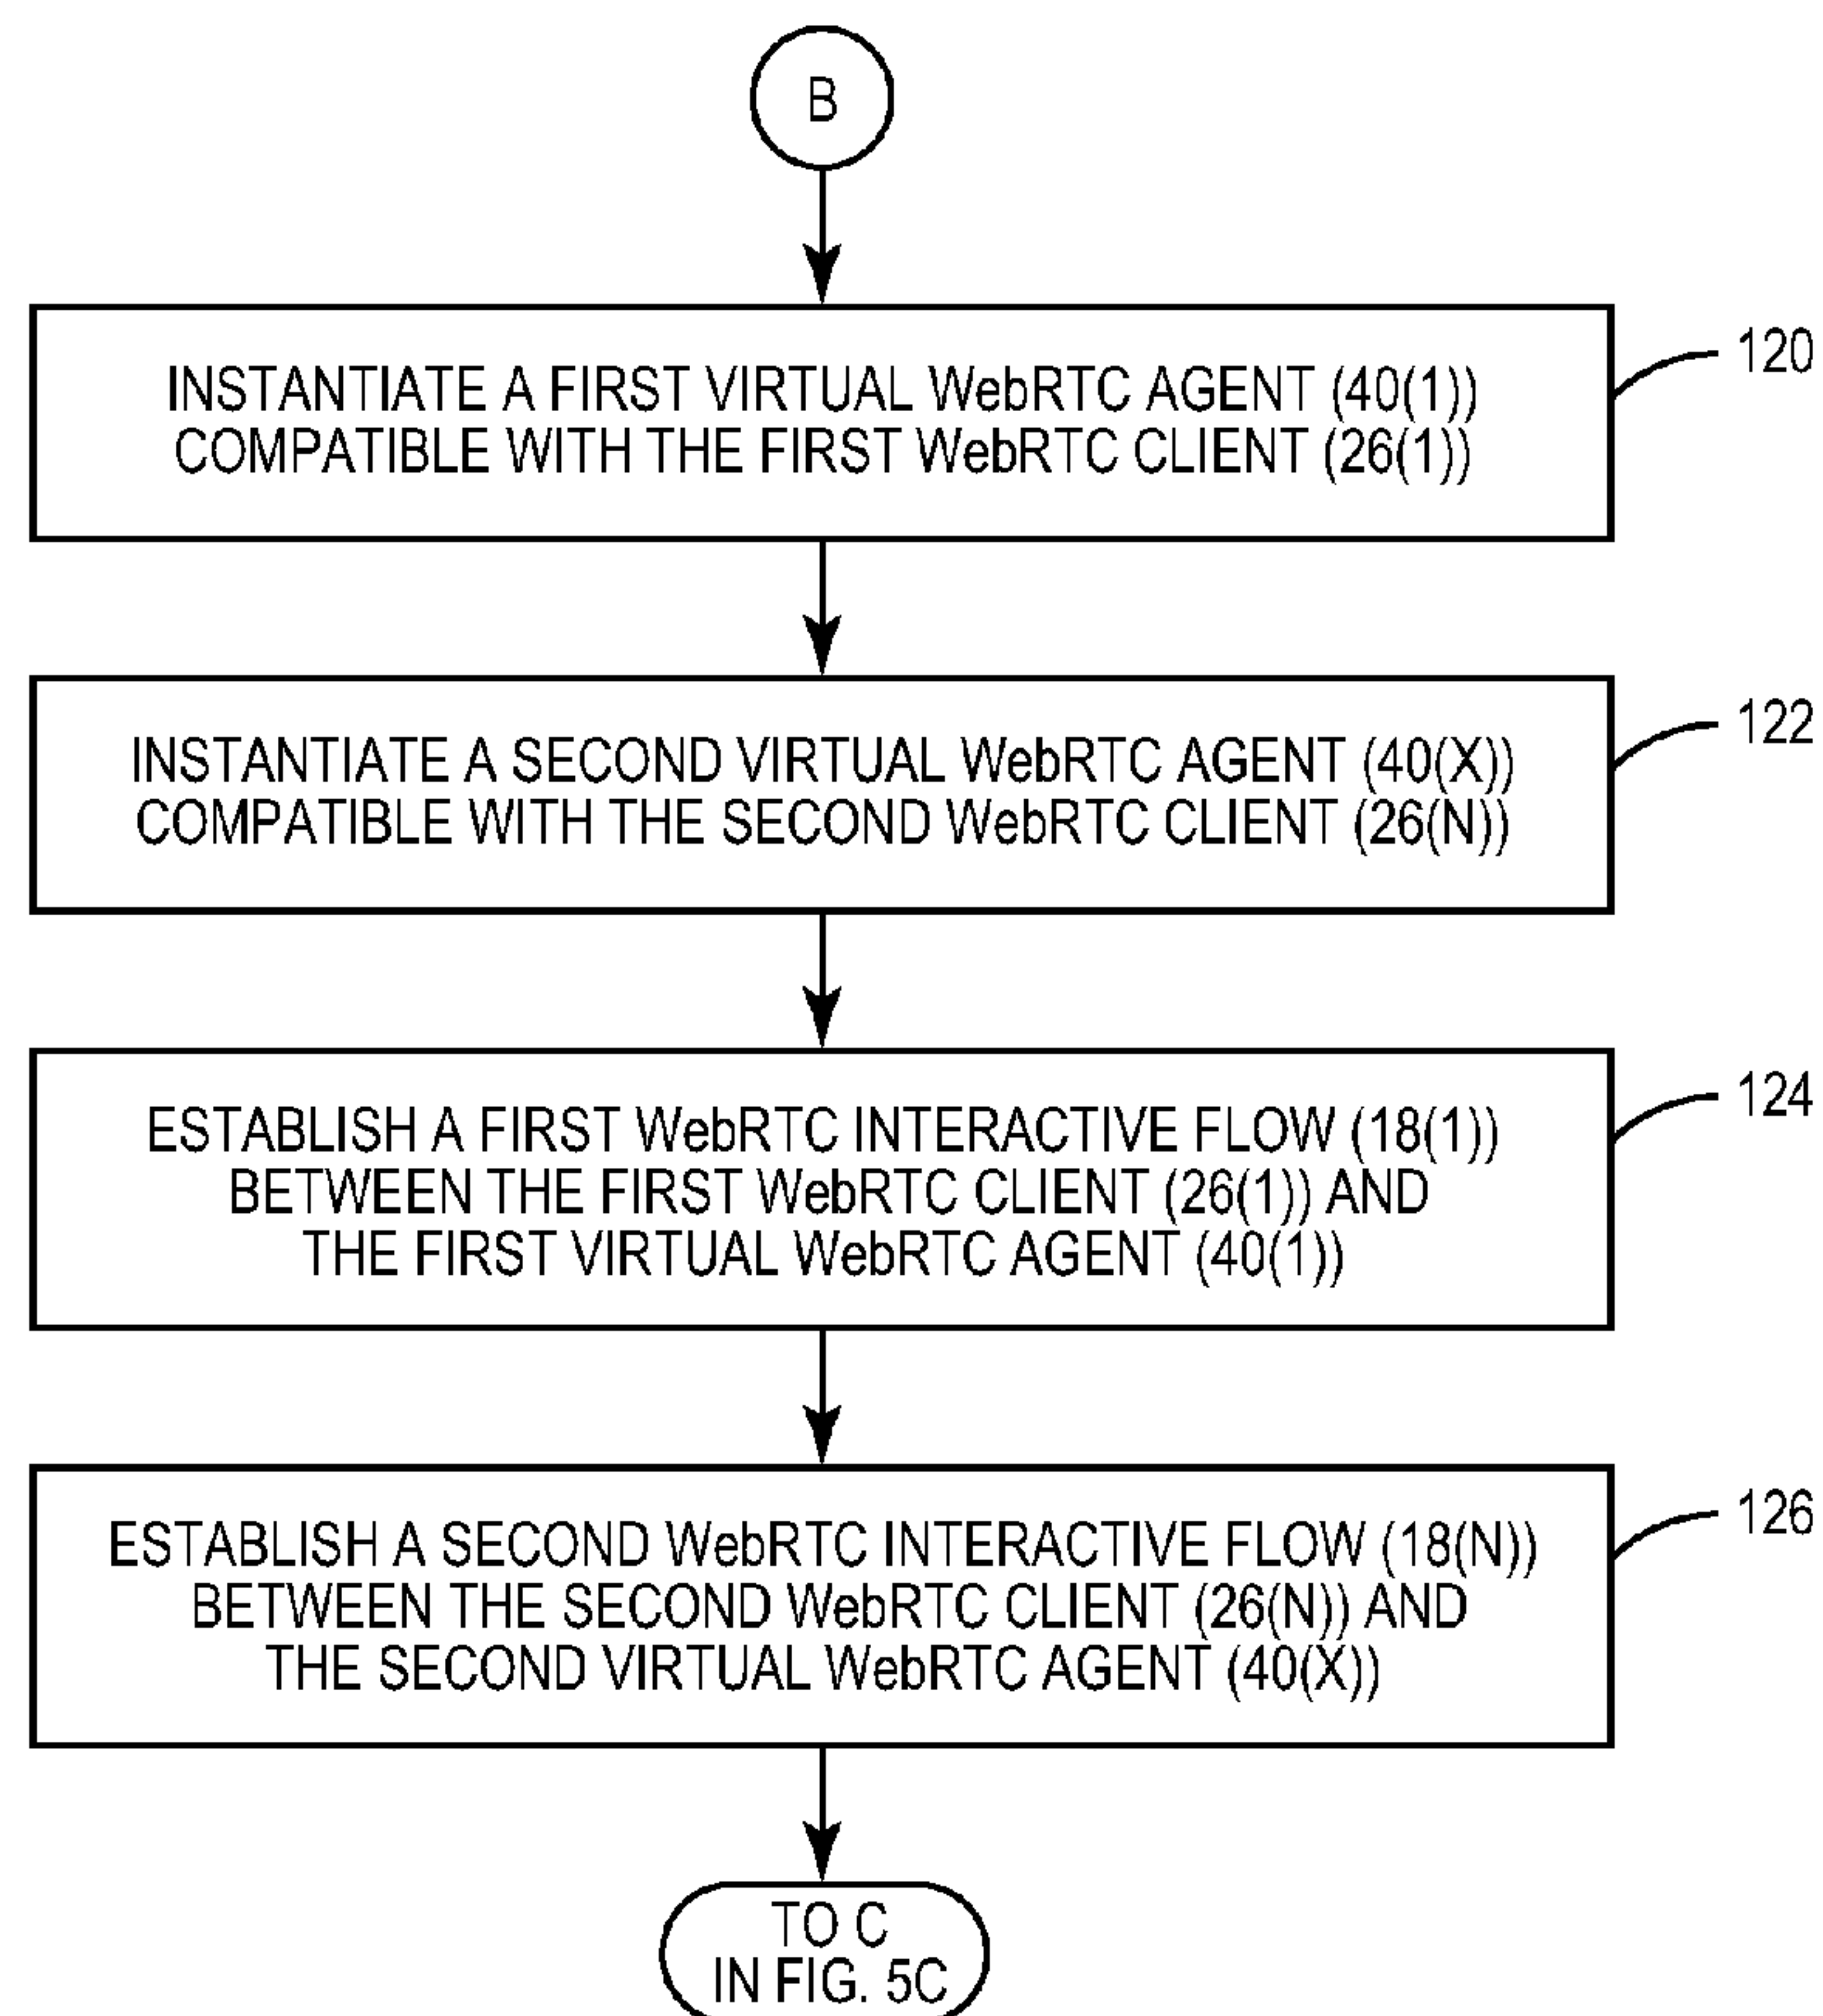 B
INSTANTIATE A FIRST VIRTUAL WebRTC AGENT (40(1))
COMPATIBLE WITH THE FIRST WebRTC CLIENT (26(1))
120
INSTANTIATE A SECOND VIRTUAL WebRTC AGENT (40(X))
COMPATIBLE WITH THE SECOND WebRTC CLIENT (26(N))
122
ESTABLISH A FIRST WebRTC INTERACTIVE FLOW (18(1))
BETWEEN THE FIRST WebRTC CLIENT (26(1)) AND
THE FIRST VIRTUAL WebRTC AGENT (40(1))
124
ESTABLISH A SECOND WebRTC INTERACTIVE FLOW (18(N))
BETWEEN THE SECOND WebRTC CLIENT (26(N)) AND
THE SECOND VIRTUAL WebRTC AGENT (40(X))
126
TO C
IN FIG. 5C